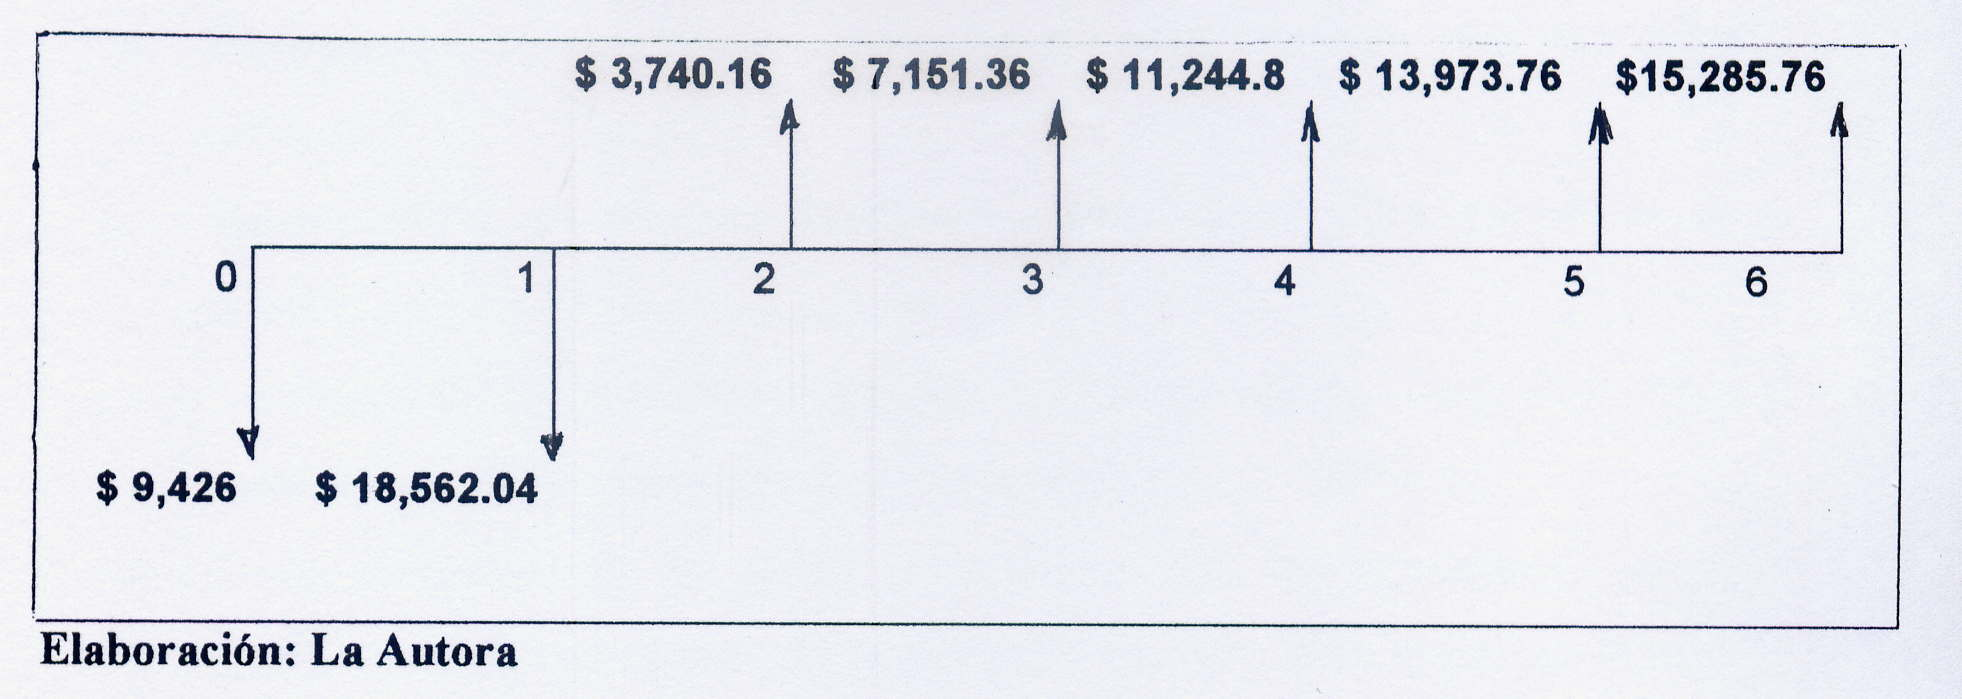 $ 3,740.16 $ 7,151.36 $ 11,244.8 $ 13,973.76 $15,285.76
0 1 2 3 4 5 6
$ 9,426 $ 18,562.04
Elaboración: La Autora